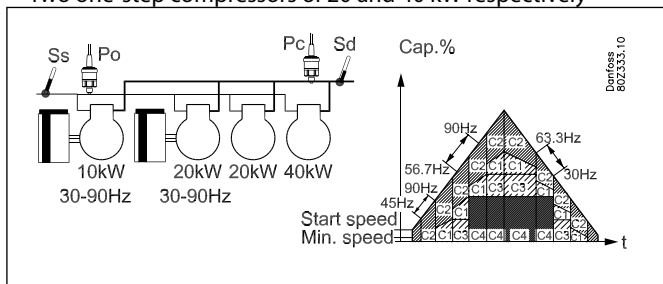 Two one-step compressors of 20 and 40 kW respectively
Ss Po Pc Sd
10kW 20kW 20kW 40kW
30-90Hz 30-90Hz
Cap.%
Danfoss
80Z333.10
90Hz 63.3Hz
56.7Hz 30Hz
90Hz
45Hz
Start speed
Min. speed
t
C2 C2
C2 C1 C1 C2
C2 C1 C3 C3 C1
C2 C1 C2 C1
C2 C1 C3 C4 C4 C4 C4 C3 C1